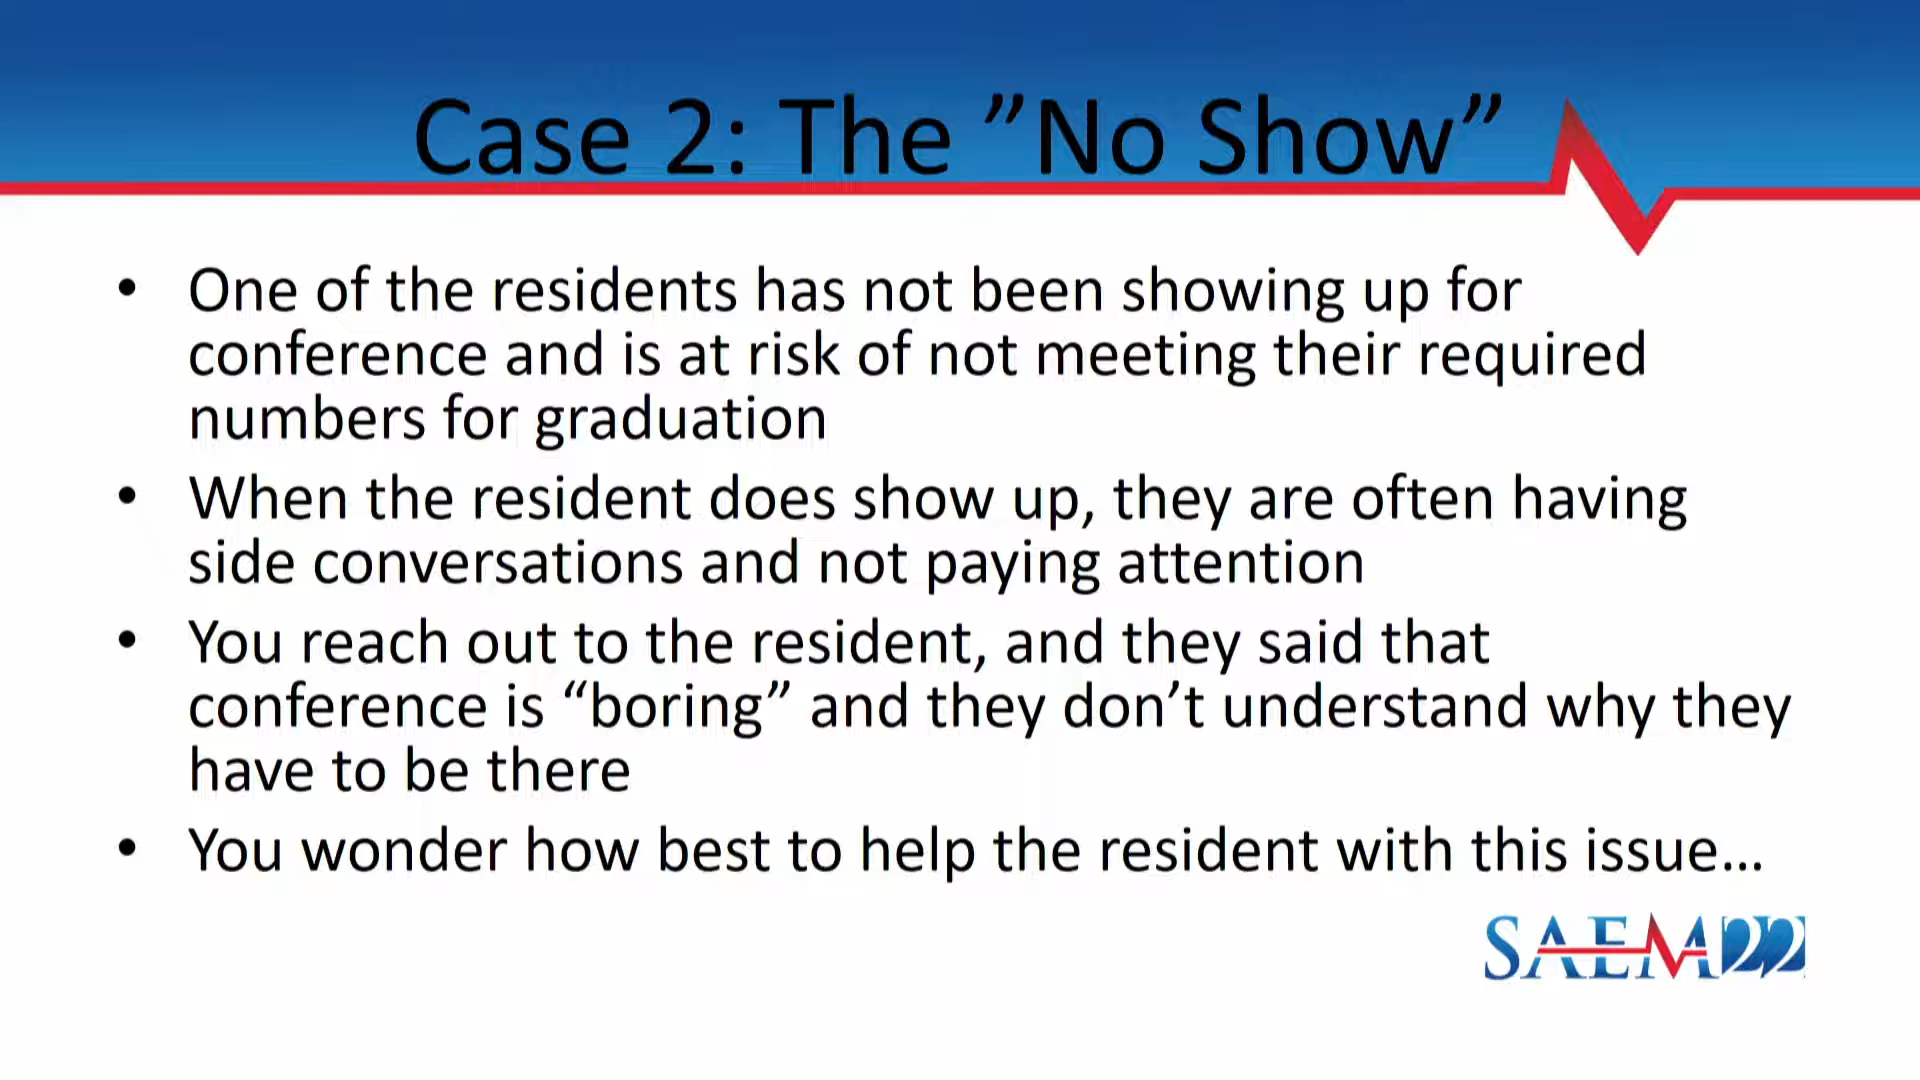 Case 2: The ”No Show”
• One of the residents has not been showing up for
conference and is at risk of not meeting their required
numbers for graduation
• When the resident does show up, they are often having
side conversations and not paying attention
• You reach out to the resident, and they said that
conference is “boring” and they don’t understand why they
have to be there
• You wonder how best to help the resident with this issue…
SAEM22